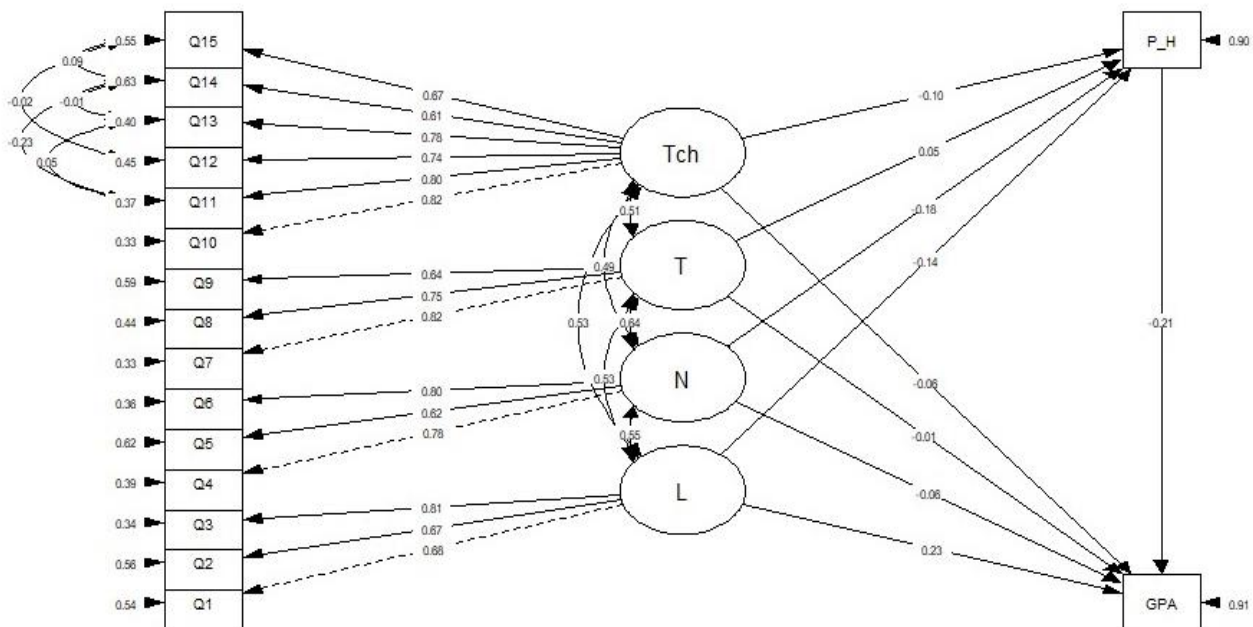 0.55 Q15 P_H 0.90
0.09
0.63 Q14
-0.02 -0.01 0.67 -0.10
0.40 Q13 0.61
-0.23 0.78 Tch
0.05 0.45 Q12 0.74 0.05
0.80
0.37 Q11 0.82
0.51 -0.18
0.33 Q10
0.64 0.49 T -0.14
0.59 Q9 0.75
0.82
0.44 Q8 0.53 0.64 -0.21
0.33 Q7
0.53 N
0.36 Q6 0.80 -0.06
0.62
0.62 Q5 0.78 0.55 -0.01
0.39 Q4
-0.06
0.34 Q3 0.81 L
0.67
0.56 Q2 0.68 0.23
0.54 Q1 GPA 0.91